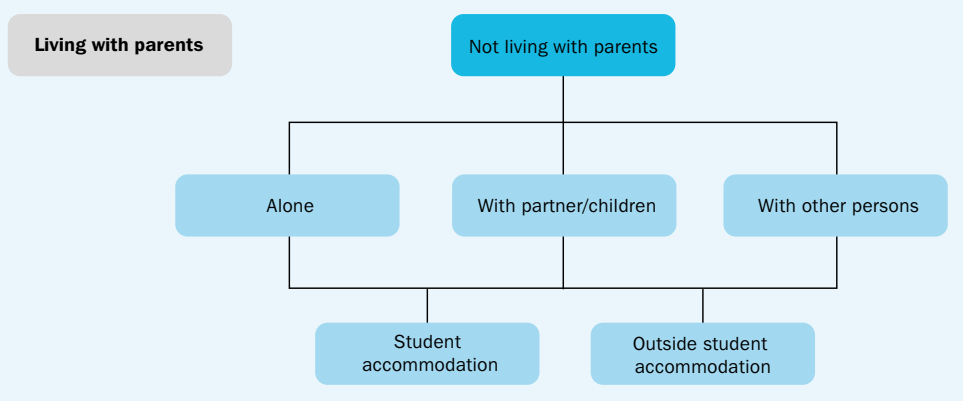 Living with parents
Not living with parents
Alone
With partner/children
With other persons
Student
accommodation
Outside student
accommodation